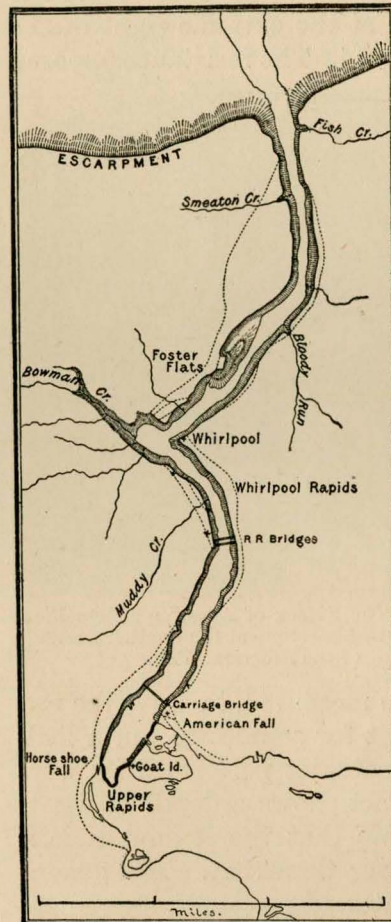 ESCARPMENT
Fish Cr.
Smeaton Cr.
Foster
Flats
Bloody
Run
Bowman
Cr.
Whirlpool
Whirlpool Rapids
R R Bridges
Muddy Cr.
Carriage Bridge
American Fall
Horse shoe
Fall
Goat Id.
Upper
Rapids
Miles.